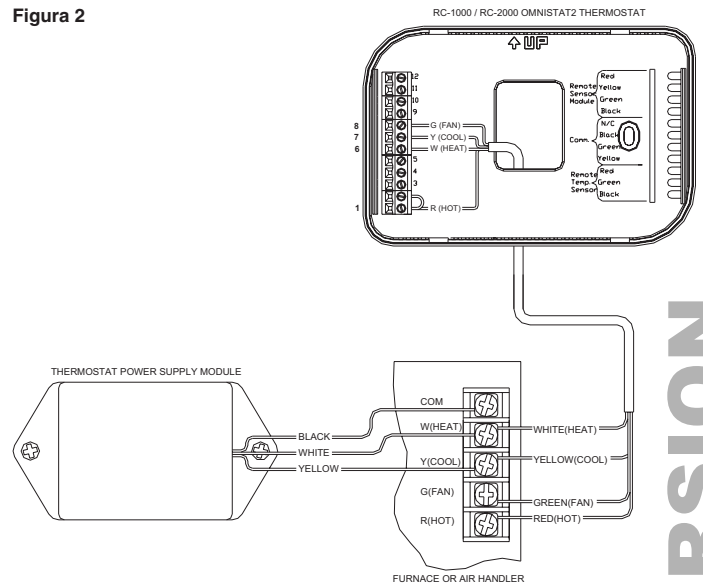 Figura 2
RC-1000 / RC-2000 OMNISTAT2 THERMOSTAT
UP
12
11
10
9
8
7
6
5
4
3
1
G (FAN)
Y (COOL)
W (HEAT)
R (HOT)
Remote Sensor Module
Red
Yellow
Green
Black
Comm.
N/C
Black
Green
Yellow
Remote Temp. Sensor
Red
Green
Black
THERMOSTAT POWER SUPPLY MODULE
BLACK
WHITE
YELLOW
COM
W(HEAT)
Y(COOL)
G(FAN)
R(HOT)
WHITE(HEAT)
YELLOW(COOL)
GREEN(FAN)
RED(HOT)
FURNACE OR AIR HANDLER
RSION